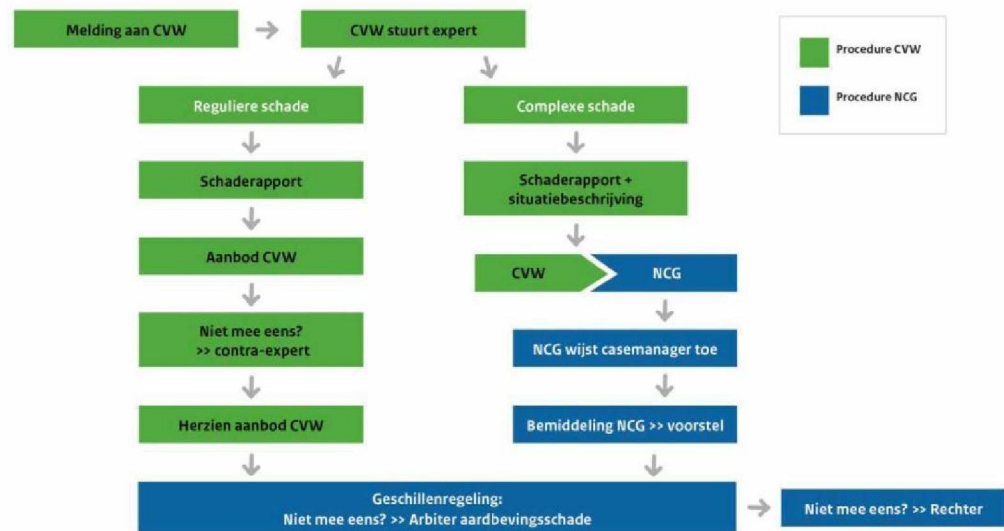 Melding aan CVW
CVW stuurt expert
Procedure CVW
Procedure NCG
Reguliere schade
Complexe schade
Schaderapport
Schaderapport +
situatiebeschrijving
Aanbod CVW
CVW
NCG
Niet mee eens?
>> contra-expert
NCG wijst casemanager toe
Herzien aanbod CVW
Bemiddeling NCG >> voorstel
Geschillenregeling:
Niet mee eens? >> Arbiter aardbevingsschade
Niet mee eens? >> Rechter